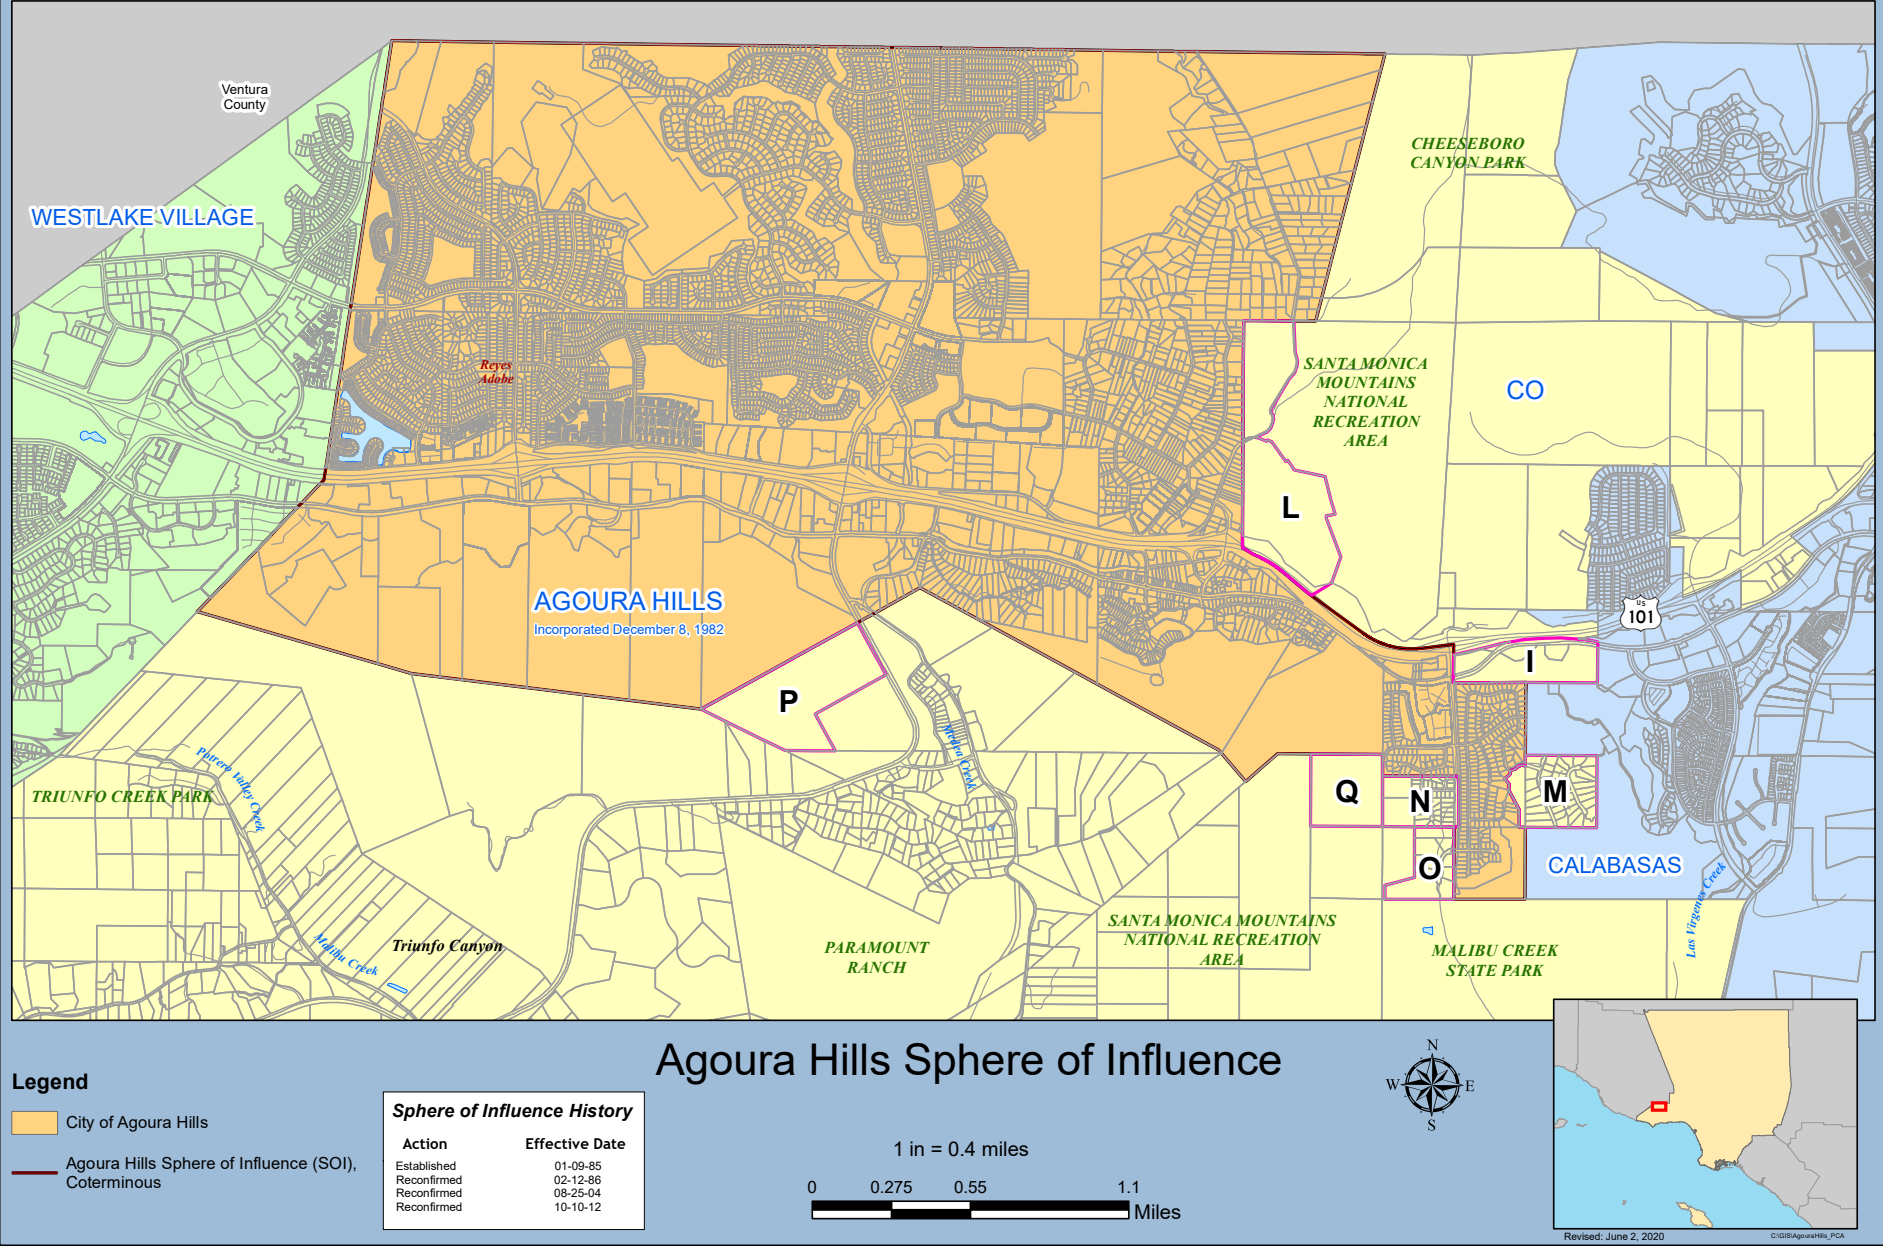 Ventura
County
WESTLAKE VILLAGE
CHEESEBORO
CANYON PARK
Reyes
Adobe
SANTA MONICA
MOUNTAINS
NATIONAL
RECREATION
AREA
CO
L
AGOURA HILLS
Incorporated December 8, 1982
US
101
I
P
Medea Creek
Potrero Valley Creek
TRIUNFO CREEK PARK
Q
N
M
O
CALABASAS
Las Virgenes Creek
Triunfo Canyon
Malibu Creek
PARAMOUNT
RANCH
SANTA MONICA MOUNTAINS
NATIONAL RECREATION
AREA
MALIBU CREEK
STATE PARK
Agoura Hills Sphere of Influence
Legend
City of Agoura Hills
Agoura Hills Sphere of Influence (SOI),
Coterminous
Sphere of Influence History
Action Effective Date
Established 01-09-85
Reconfirmed 02-12-86
Reconfirmed 08-25-04
Reconfirmed 10-10-12
1 in = 0.4 miles
0 0.275 0.55 1.1
Miles
N
W E
S
Revised: June 2, 2020
C:\GIS\AgouraHills_PCA